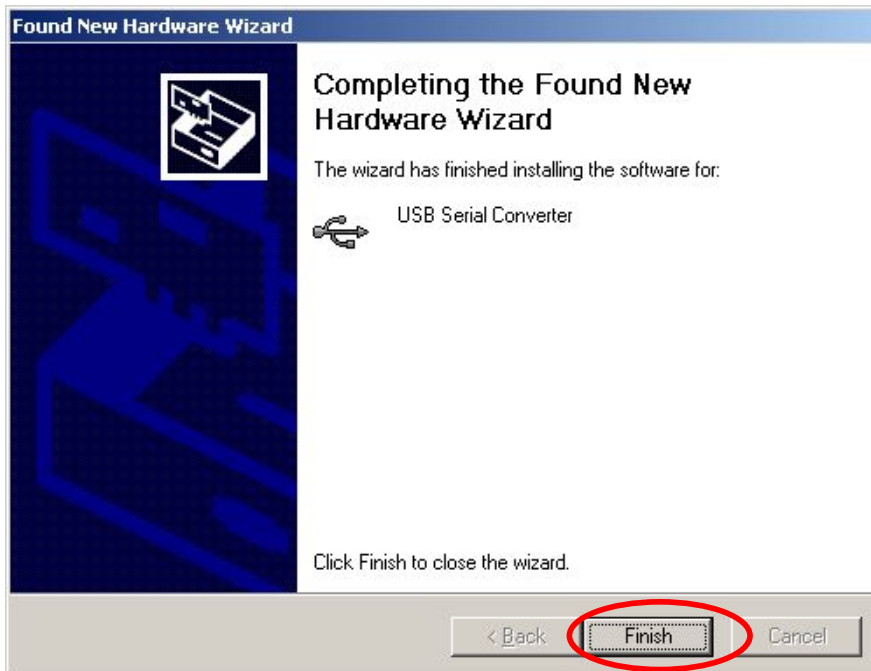 Found New Hardware Wizard
Completing the Found New
Hardware Wizard
The wizard has finished installing the software for:
USB Serial Converter
Click Finish to close the wizard.
< Back Finish Cancel